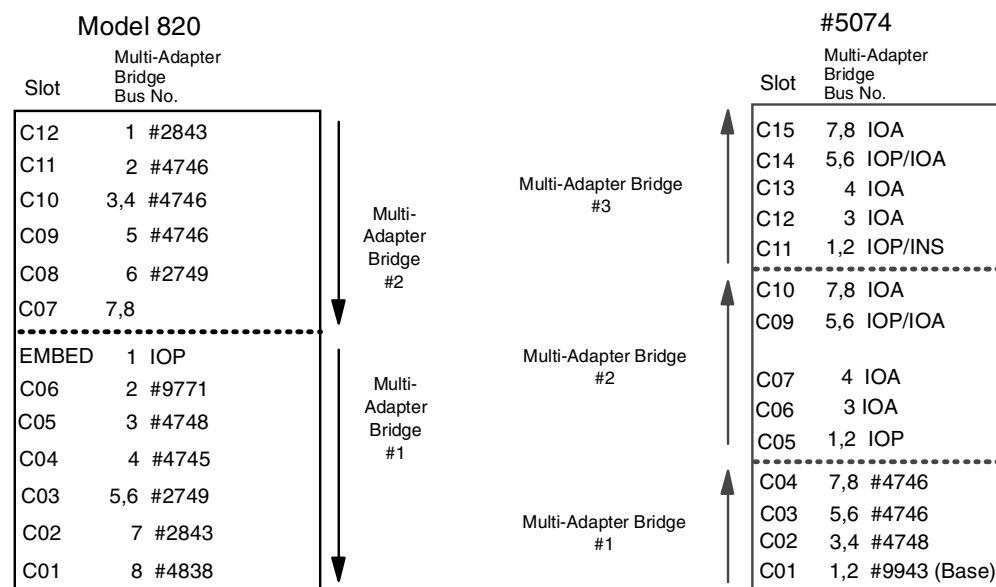 Model 820
Multi-Adapter
Bridge
Bus No.
Slot
C12 1 #2843
C11 2 #4746
C10 3,4 #4746
C09 5 #4746
C08 6 #2749
C07 7,8
Multi-
Adapter
Bridge
#2
EMBED 1 IOP
C06 2 #9771
C05 3 #4748
C04 4 #4745
C03 5,6 #2749
C02 7 #2843
C01 8 #4838
Multi-
Adapter
Bridge
#1
#5074
Multi-Adapter
Bridge
Bus No.
Slot
Multi-Adapter Bridge
#3
C15 7,8 IOA
C14 5,6 IOP/IOA
C13 4 IOA
C12 3 IOA
C11 1,2 IOP/INS
Multi-Adapter Bridge
#2
C10 7,8 IOA
C09 5,6 IOP/IOA
C07 4 IOA
C06 3 IOA
C05 1,2 IOP
Multi-Adapter Bridge
#1
C04 7,8 #4746
C03 5,6 #4746
C02 3,4 #4748
C01 1,2 #9943 (Base)